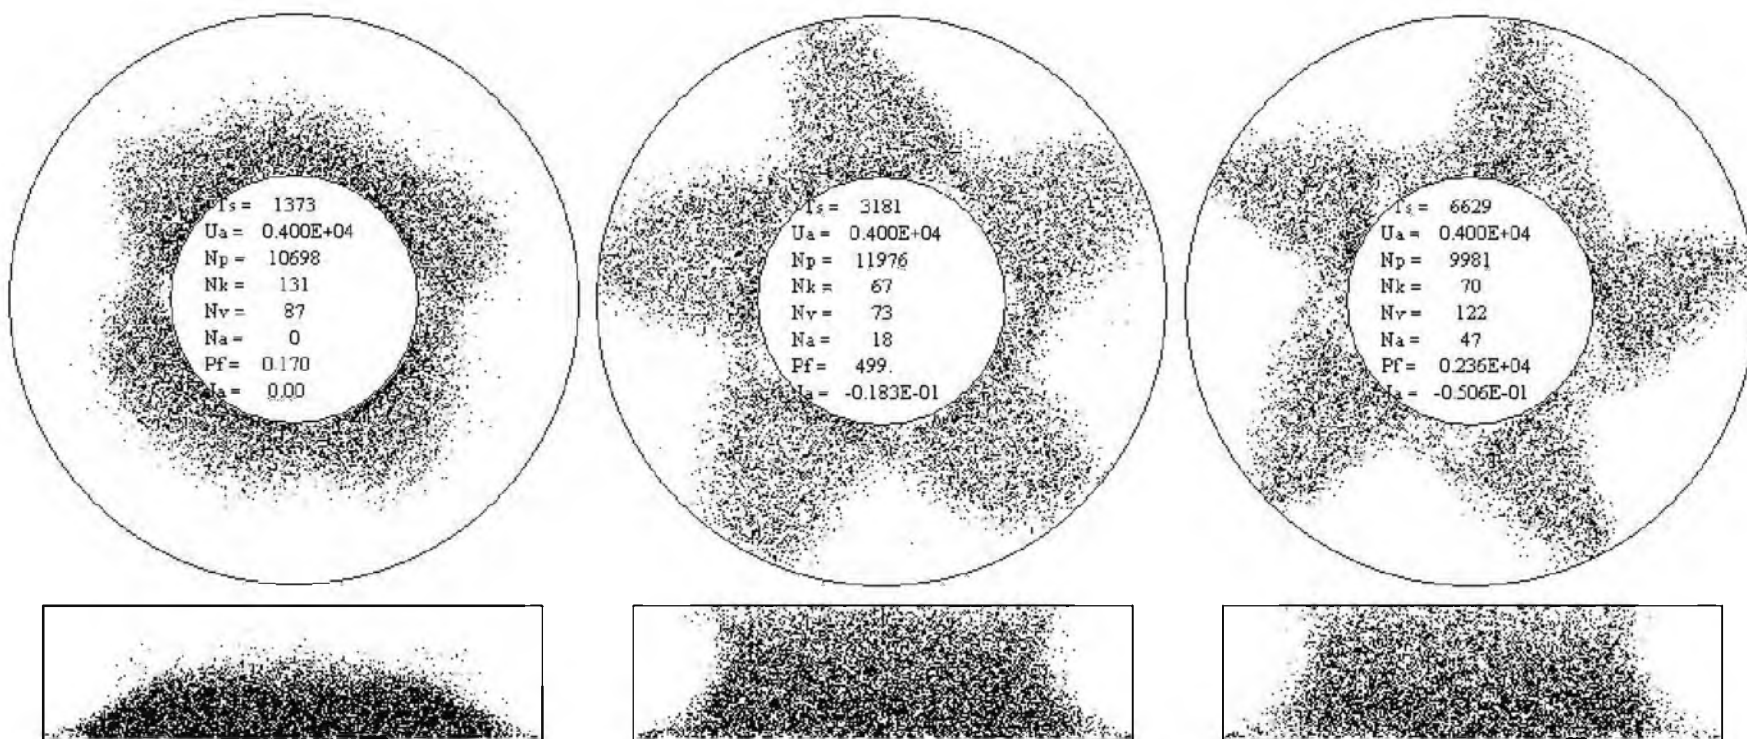 Ts = 1373
Ua = 0.400E+04
Np = 10698
Nk = 131
Nv = 87
Na = 0
Pf = 0.170
Ja = 0.00
Ts = 3181
Ua = 0.400E+04
Np = 11976
Nk = 67
Nv = 73
Na = 18
Pf = 499.
Ja = -0.183E-01
Ts = 6629
Ua = 0.400E+04
Np = 9981
Nk = 70
Nv = 122
Na = 47
Pf = 0.236E+04
Ja = -0.506E-01